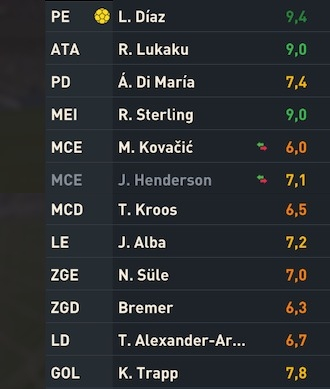 PE L. Díaz 9,4
ATA R. Lukaku 9,0
PD Á. Di María 7,4
MEI R. Sterling 9,0
MCE M. Kovačić 6,0
MCE J. Henderson 7,1
MCD T. Kroos 6,5
LE J. Alba 7,2
ZGE N. Süle 7,0
ZGD Bremer 6,3
LD T. Alexander-Ar... 6,7
GOL K. Trapp 7,8